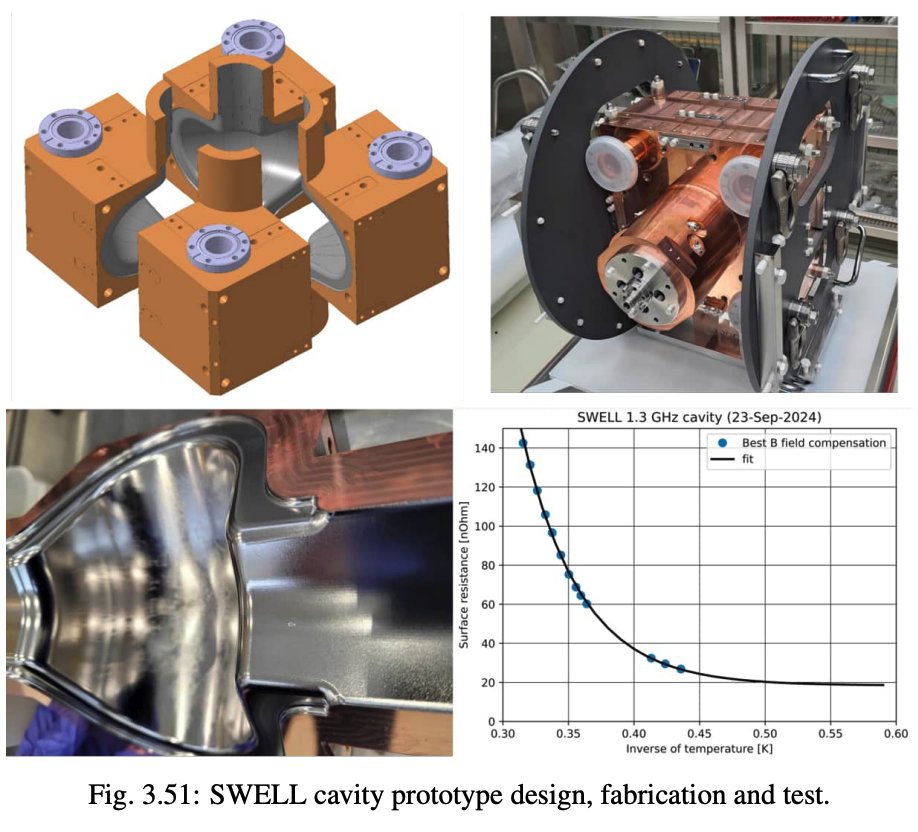 SWELL 1.3 GHz cavity (23-Sep-2024)
140
120
100
80
60
40
20
0
Surface resistance [nOhm]
Best B field compensation
fit
0.30 0.35 0.40 0.45 0.50 0.55 0.60
Inverse of temperature [K]
Fig. 3.51: SWELL cavity prototype design, fabrication and test.